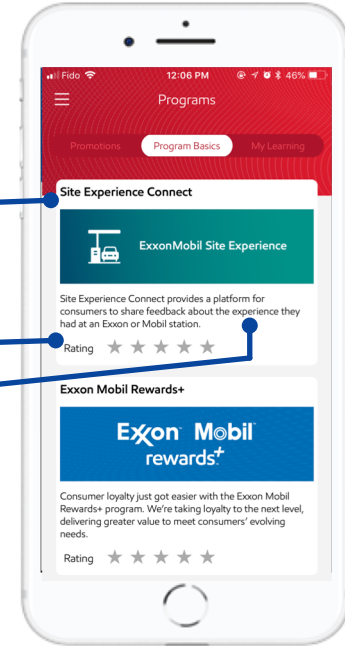 Fido 12:06 PM 46%
Programs
Promotions Program Basics My Learning
Site Experience Connect
ExxonMobil Site Experience
Site Experience Connect provides a platform for
consumers to share feedback about the experience they
had at an Exxon or Mobil station.
Rating
Exxon Mobil Rewards+
Exxon Mobil
rewards+
Consumer loyalty just got easier with the Exxon Mobil
Rewards+ program. We're taking loyalty to the next level,
delivering greater value to meet consumers' evolving
needs.
Rating